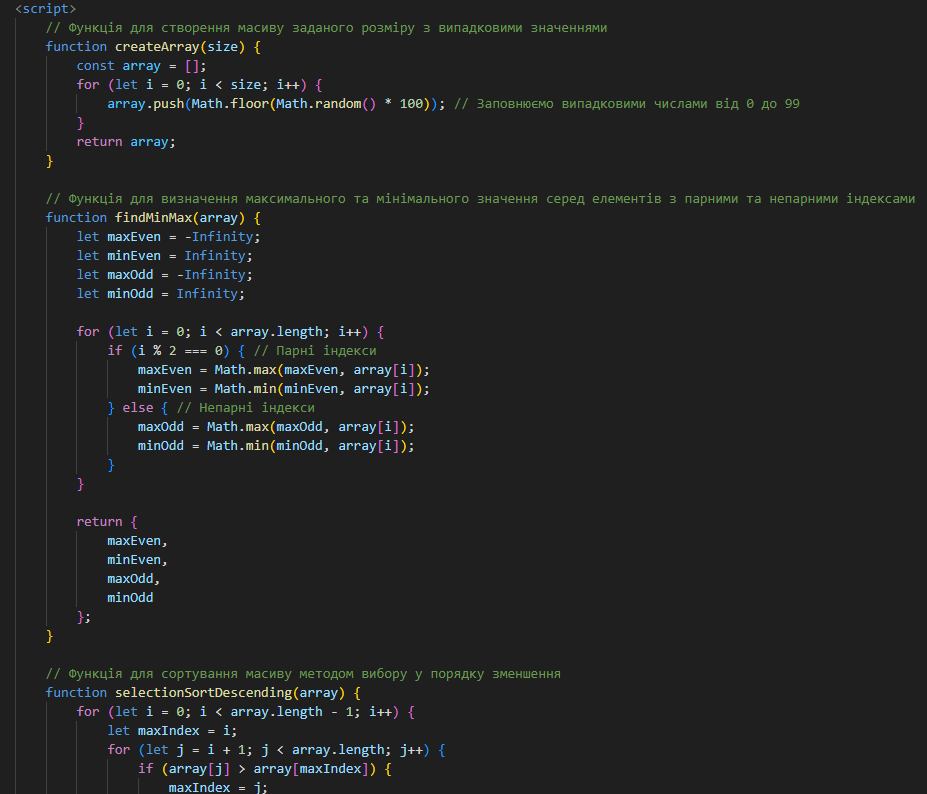 <script>
// Функція для створення масиву заданого розміру з випадковими значеннями
function createArray(size) {
const array = [];
for (let i = 0; i < size; i++) {
array.push(Math.floor(Math.random() * 100)); // Заповнюємо випадковими числами від 0 до 99
}
return array;
}
// Функція для визначення максимального та мінімального значення серед елементів з парними та непарними індексами
function findMinMax(array) {
let maxEven = -Infinity;
let minEven = Infinity;
let maxOdd = -Infinity;
let minOdd = Infinity;
for (let i = 0; i < array.length; i++) {
if (i % 2 === 0) { // Парні індекси
maxEven = Math.max(maxEven, array[i]);
minEven = Math.min(minEven, array[i]);
} else { // Непарні індекси
maxOdd = Math.max(maxOdd, array[i]);
minOdd = Math.min(minOdd, array[i]);
}
}
return {
maxEven,
minEven,
maxOdd,
minOdd
};
}
// Функція для сортування масиву методом вибору у порядку зменшення
function selectionSortDescending(array) {
for (let i = 0; i < array.length - 1; i++) {
let maxIndex = i;
for (let j = i + 1; j < array.length; j++) {
if (array[j] > array[maxIndex]) {
maxIndex = j;